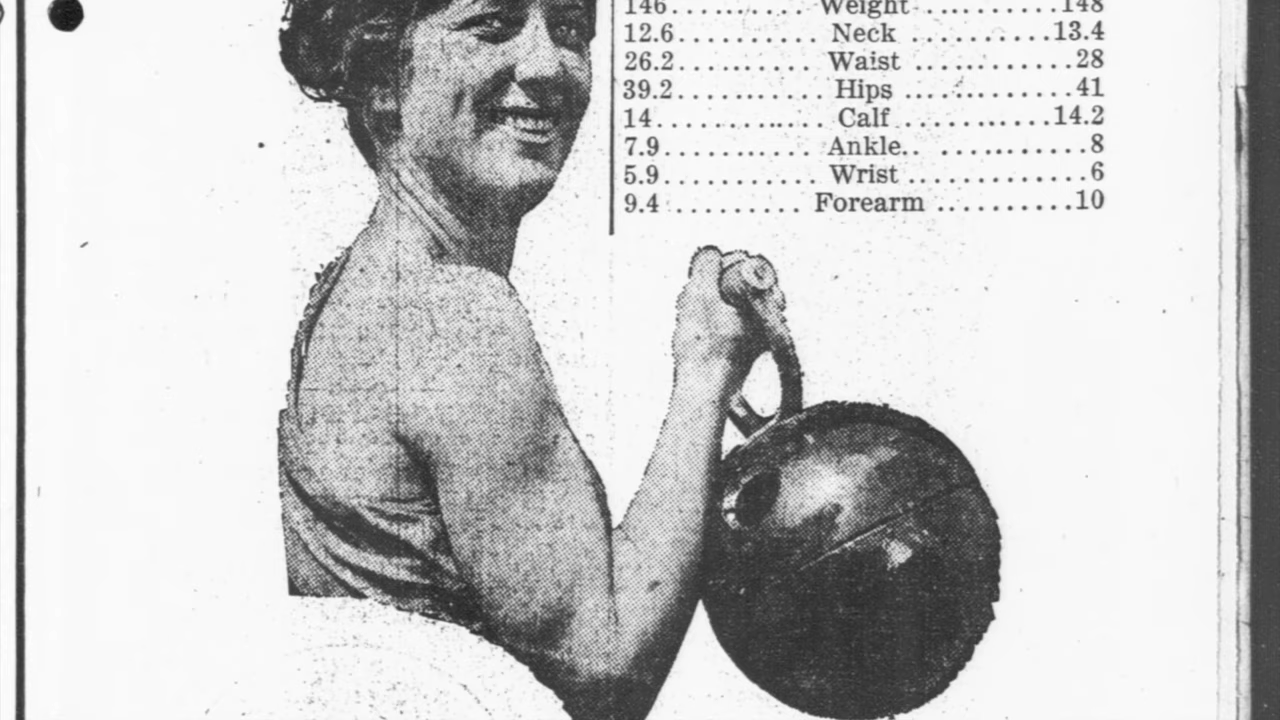 146.............. Weight ..............148
12.6............. Neck .............13.4
26.2............. Waist .............28
39.2............. Hips .............41
14............... Calf .............14.2
7.9.............. Ankle.. ............8
5.9.............. Wrist .............6
9.4 ............. Forearm ............10